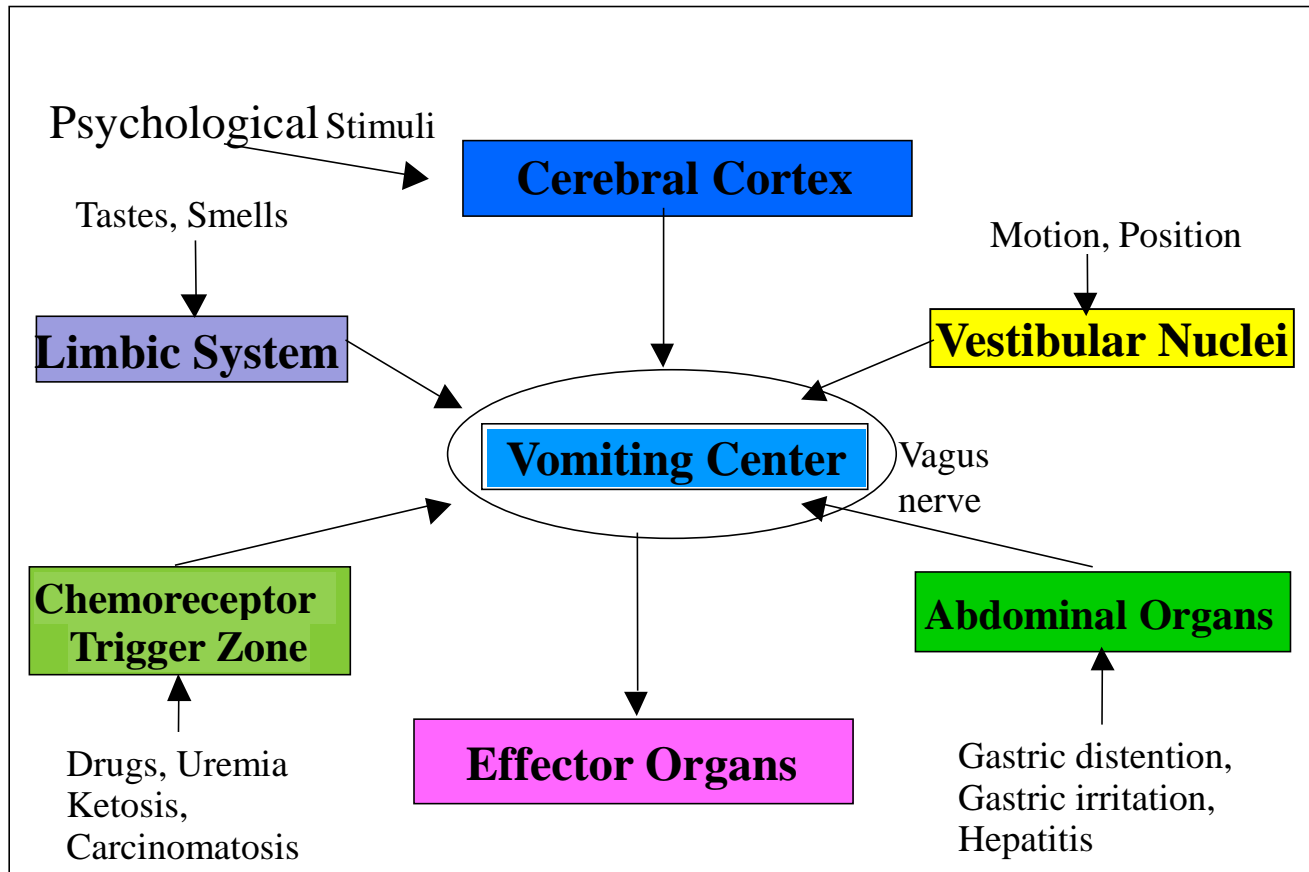 Psychological Stimuli
Cerebral Cortex
Tastes, Smells
Motion, Position
Limbic System
Vestibular Nuclei
Vomiting Center
Vagus
nerve
Chemoreceptor
Trigger Zone
Abdominal Organs
Effector Organs
Drugs, Uremia
Ketosis,
Carcinomatosis
Gastric distention,
Gastric irritation,
Hepatitis